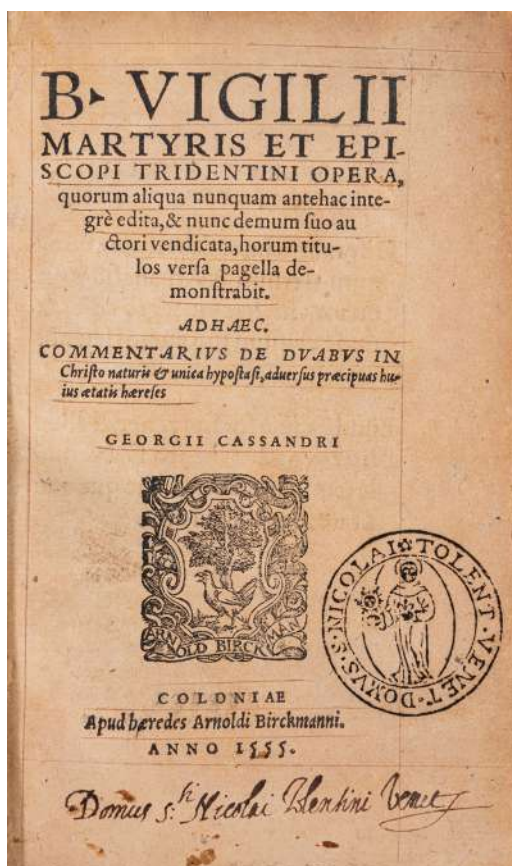 B. VIGILII
MARTYRIS ET EPI-
SCOPI TRIDENTINI OPERA,
quorum aliqua nunquam antehac inte-
grè edita, & nunc demum suo au
ctori vendicata, horum titu-
los versa pagella de-
monstrabit.
ADHAEC.
COMMENTARIVS DE DVABVS IN
Christo naturis & unica hypostasi, adversus præcipuas hu-
ius ætatis hæreses
GEORGII CASSANDRI
ARNOLD BIRCKMAN
DOMVS·S·NICOLAI TOLENT·VENET·
COLONIAE
Apud hæredes Arnoldi Birckmanni.
ANNO 1555.
Domus s.ti Nicolai Tolentini Venet